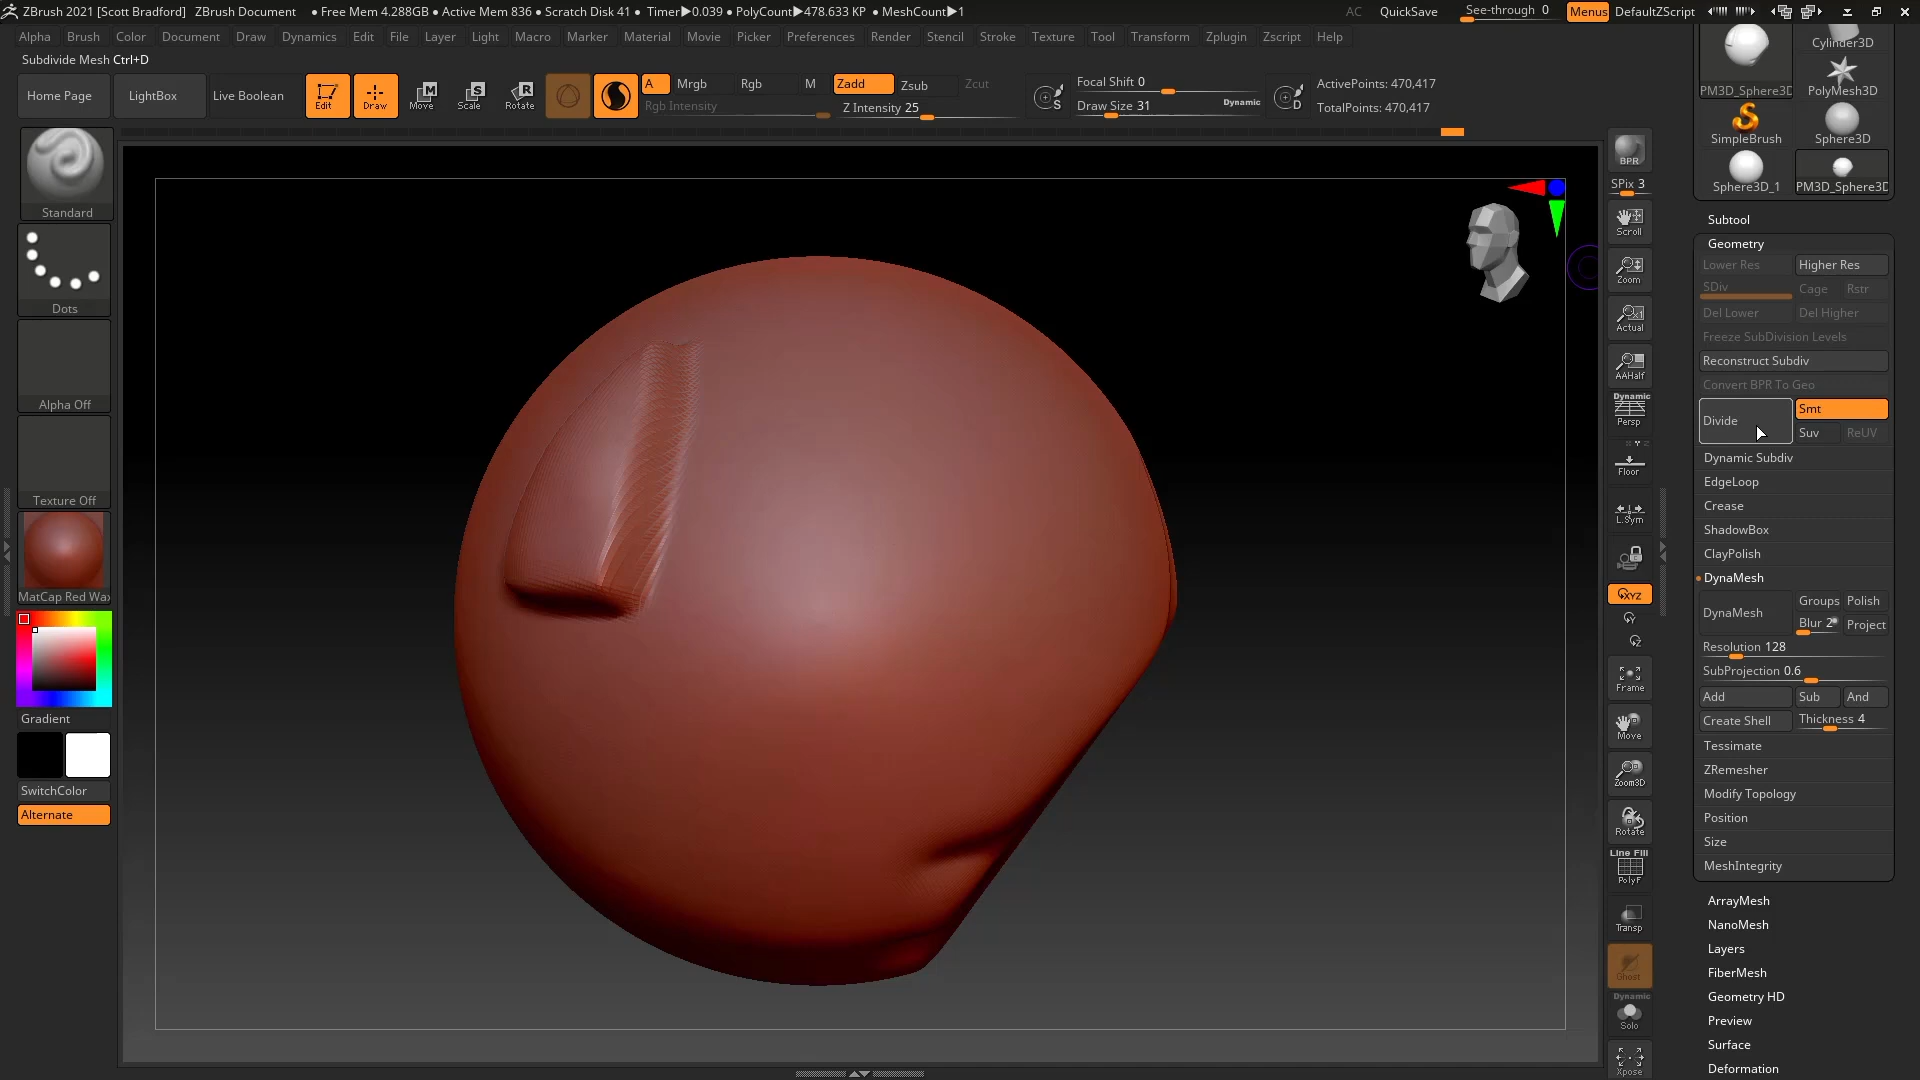 ZBrush 2021 [Scott Bradford] ZBrush Document • Free Mem 4.288GB • Active Mem 836 • Scratch Disk 41 • Timer▶0.039 • PolyCount▶478.633 KP • MeshCount▶1 AC QuickSave See-through 0 Menus DefaultZScript
Alpha Brush Color Document Draw Dynamics Edit File Layer Light Macro Marker Material Movie Picker Preferences Render Stencil Stroke Texture Tool Transform Zplugin Zscript Help
Subdivide Mesh Ctrl+D
Home Page
LightBox
Live Boolean
Edit
Draw
Move
Scale
Rotate
A Mrgb Rgb M
Rgb Intensity
Zadd Zsub Zcut
Z Intensity 25
S
Focal Shift 0
Draw Size 31
Dynamic
D
ActivePoints: 470,417
TotalPoints: 470,417
Standard
Dots
Alpha Off
Texture Off
MatCap Red Wax
Gradient
SwitchColor
Alternate
BPR
SPix 3
Scroll
Zoom
Actual
AAHalf
Dynamic
Persp
Floor
L.Sym
XYZ
Y
Z
Frame
Move
Zoom3D
Rotate
Line Fill
PolyF
Transp
Ghost
Dynamic
Solo
Xpose
Cylinder3D
PM3D_Sphere3D PolyMesh3D
SimpleBrush Sphere3D
Sphere3D_1 PM3D_Sphere3D
Subtool
Geometry
Lower Res Higher Res
SDiv Cage Rstr
Del Lower Del Higher
Freeze SubDivision Levels
Reconstruct Subdiv
Convert BPR To Geo
Divide Smt
Suv ReUV
Dynamic Subdiv
EdgeLoop
Crease
ShadowBox
ClayPolish
DynaMesh
DynaMesh Groups Polish
Blur 2 Project
Resolution 128
SubProjection 0.6
Add Sub And
Create Shell Thickness 4
Tessimate
ZRemesher
Modify Topology
Position
Size
MeshIntegrity
ArrayMesh
NanoMesh
Layers
FiberMesh
Geometry HD
Preview
Surface
Deformation